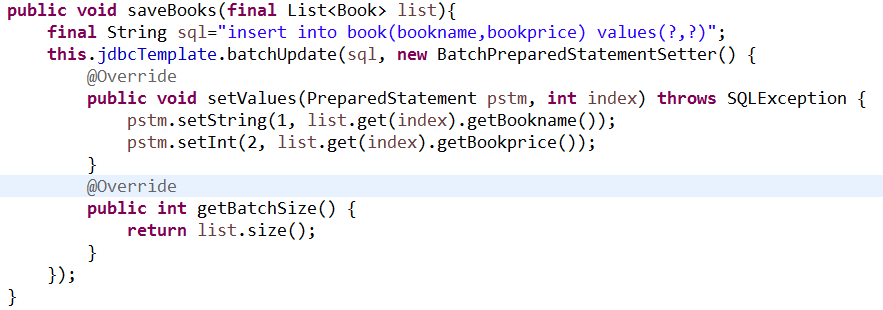 public void saveBooks(final List<Book> list){
    final String sql="insert into book(bookname,bookprice) values(?,?)";
    this.jdbcTemplate.batchUpdate(sql, new BatchPreparedStatementSetter() {
        @Override
        public void setValues(PreparedStatement pstm, int index) throws SQLException {
            pstm.setString(1, list.get(index).getBookname());
            pstm.setInt(2, list.get(index).getBookprice());
        }
        @Override
        public int getBatchSize() {
            return list.size();
        }
    });
}